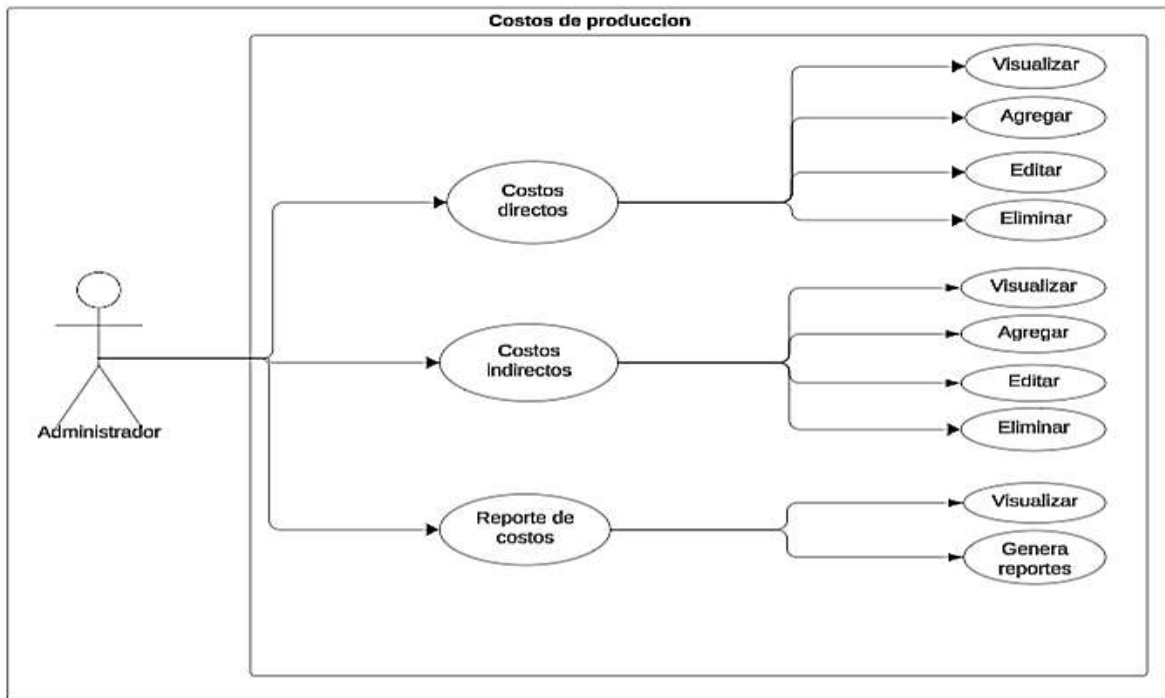 Costos de produccion
Visualizar
Agregar
Costos
directos
Editar
Eliminar
Visualizar
Agregar
Costos
indirectos
Editar
Eliminar
Administrador
Visualizar
Reporte de
costos
Genera
reportes